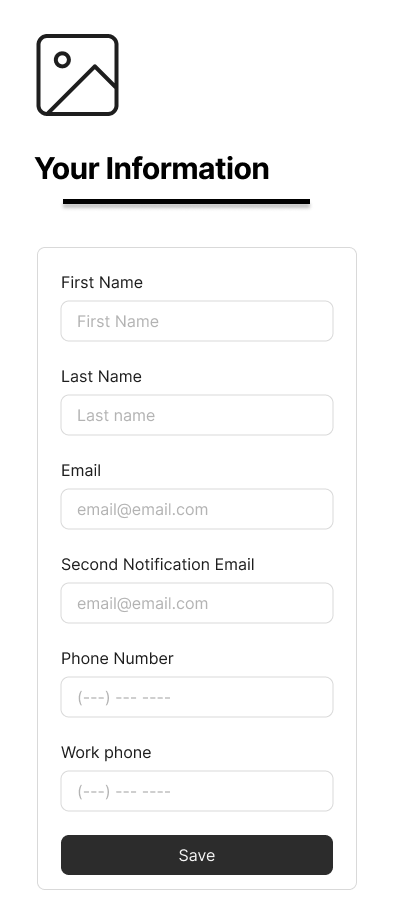 Your Information
First Name
First Name
Last Name
Last name
Email
email@email.com
Second Notification Email
email@email.com
Phone Number
(---) --- ----
Work phone
(---) --- ----
Save